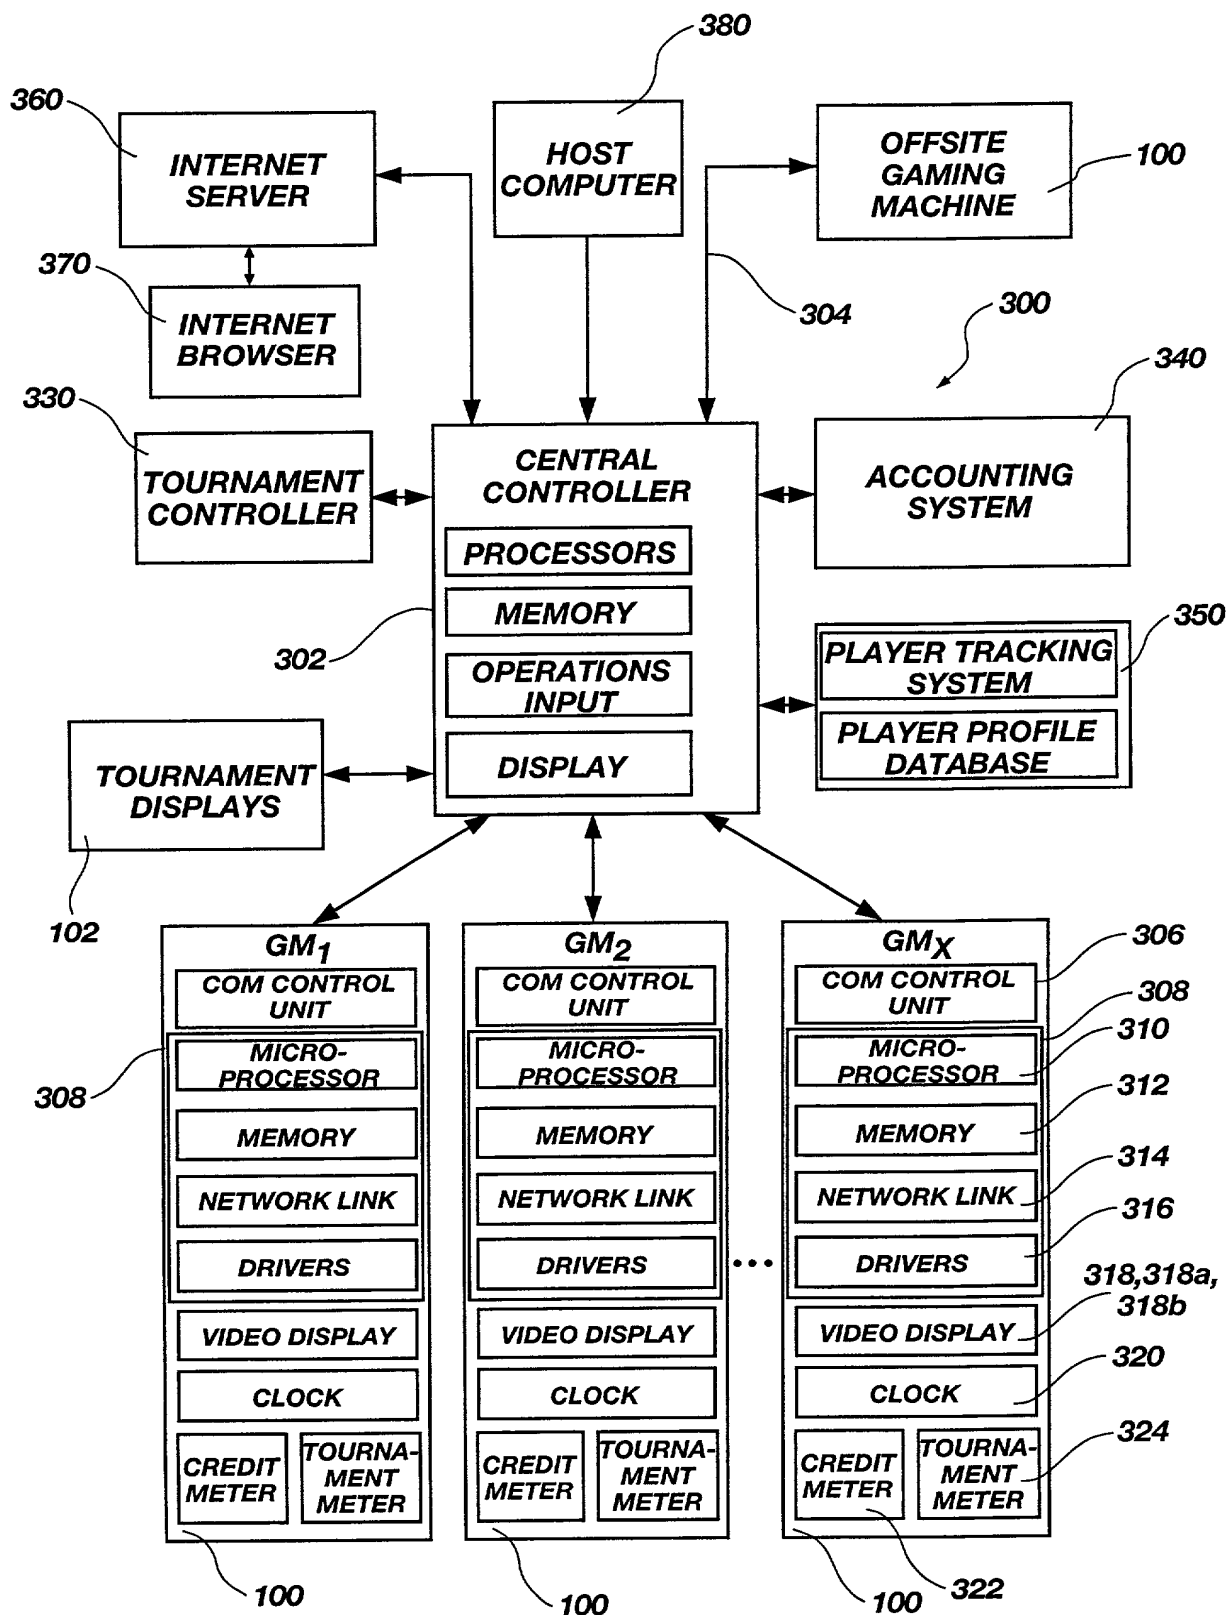 380
360
INTERNET
SERVER
HOST
COMPUTER
OFFSITE
GAMING
MACHINE
100
370
INTERNET
BROWSER
304
300
330
340
TOURNAMENT
CONTROLLER
CENTRAL
CONTROLLER
ACCOUNTING
SYSTEM
PROCESSORS
MEMORY
302
OPERATIONS
INPUT
DISPLAY
350
PLAYER TRACKING
SYSTEM
PLAYER PROFILE
DATABASE
TOURNAMENT
DISPLAYS
102
GM1
COM CONTROL
UNIT
308
MICRO-
PROCESSOR
MEMORY
NETWORK LINK
DRIVERS
VIDEO DISPLAY
CLOCK
CREDIT
METER
TOURNA-
MENT
METER
100
GM2
COM CONTROL
UNIT
MICRO-
PROCESSOR
MEMORY
NETWORK LINK
DRIVERS
VIDEO DISPLAY
CLOCK
CREDIT
METER
TOURNA-
MENT
METER
100
...
GMX
COM CONTROL
UNIT
MICRO-
PROCESSOR
MEMORY
NETWORK LINK
DRIVERS
VIDEO DISPLAY
CLOCK
CREDIT
METER
TOURNA-
MENT
METER
100
306
308
310
312
314
316
318,318a,
318b
320
324
322